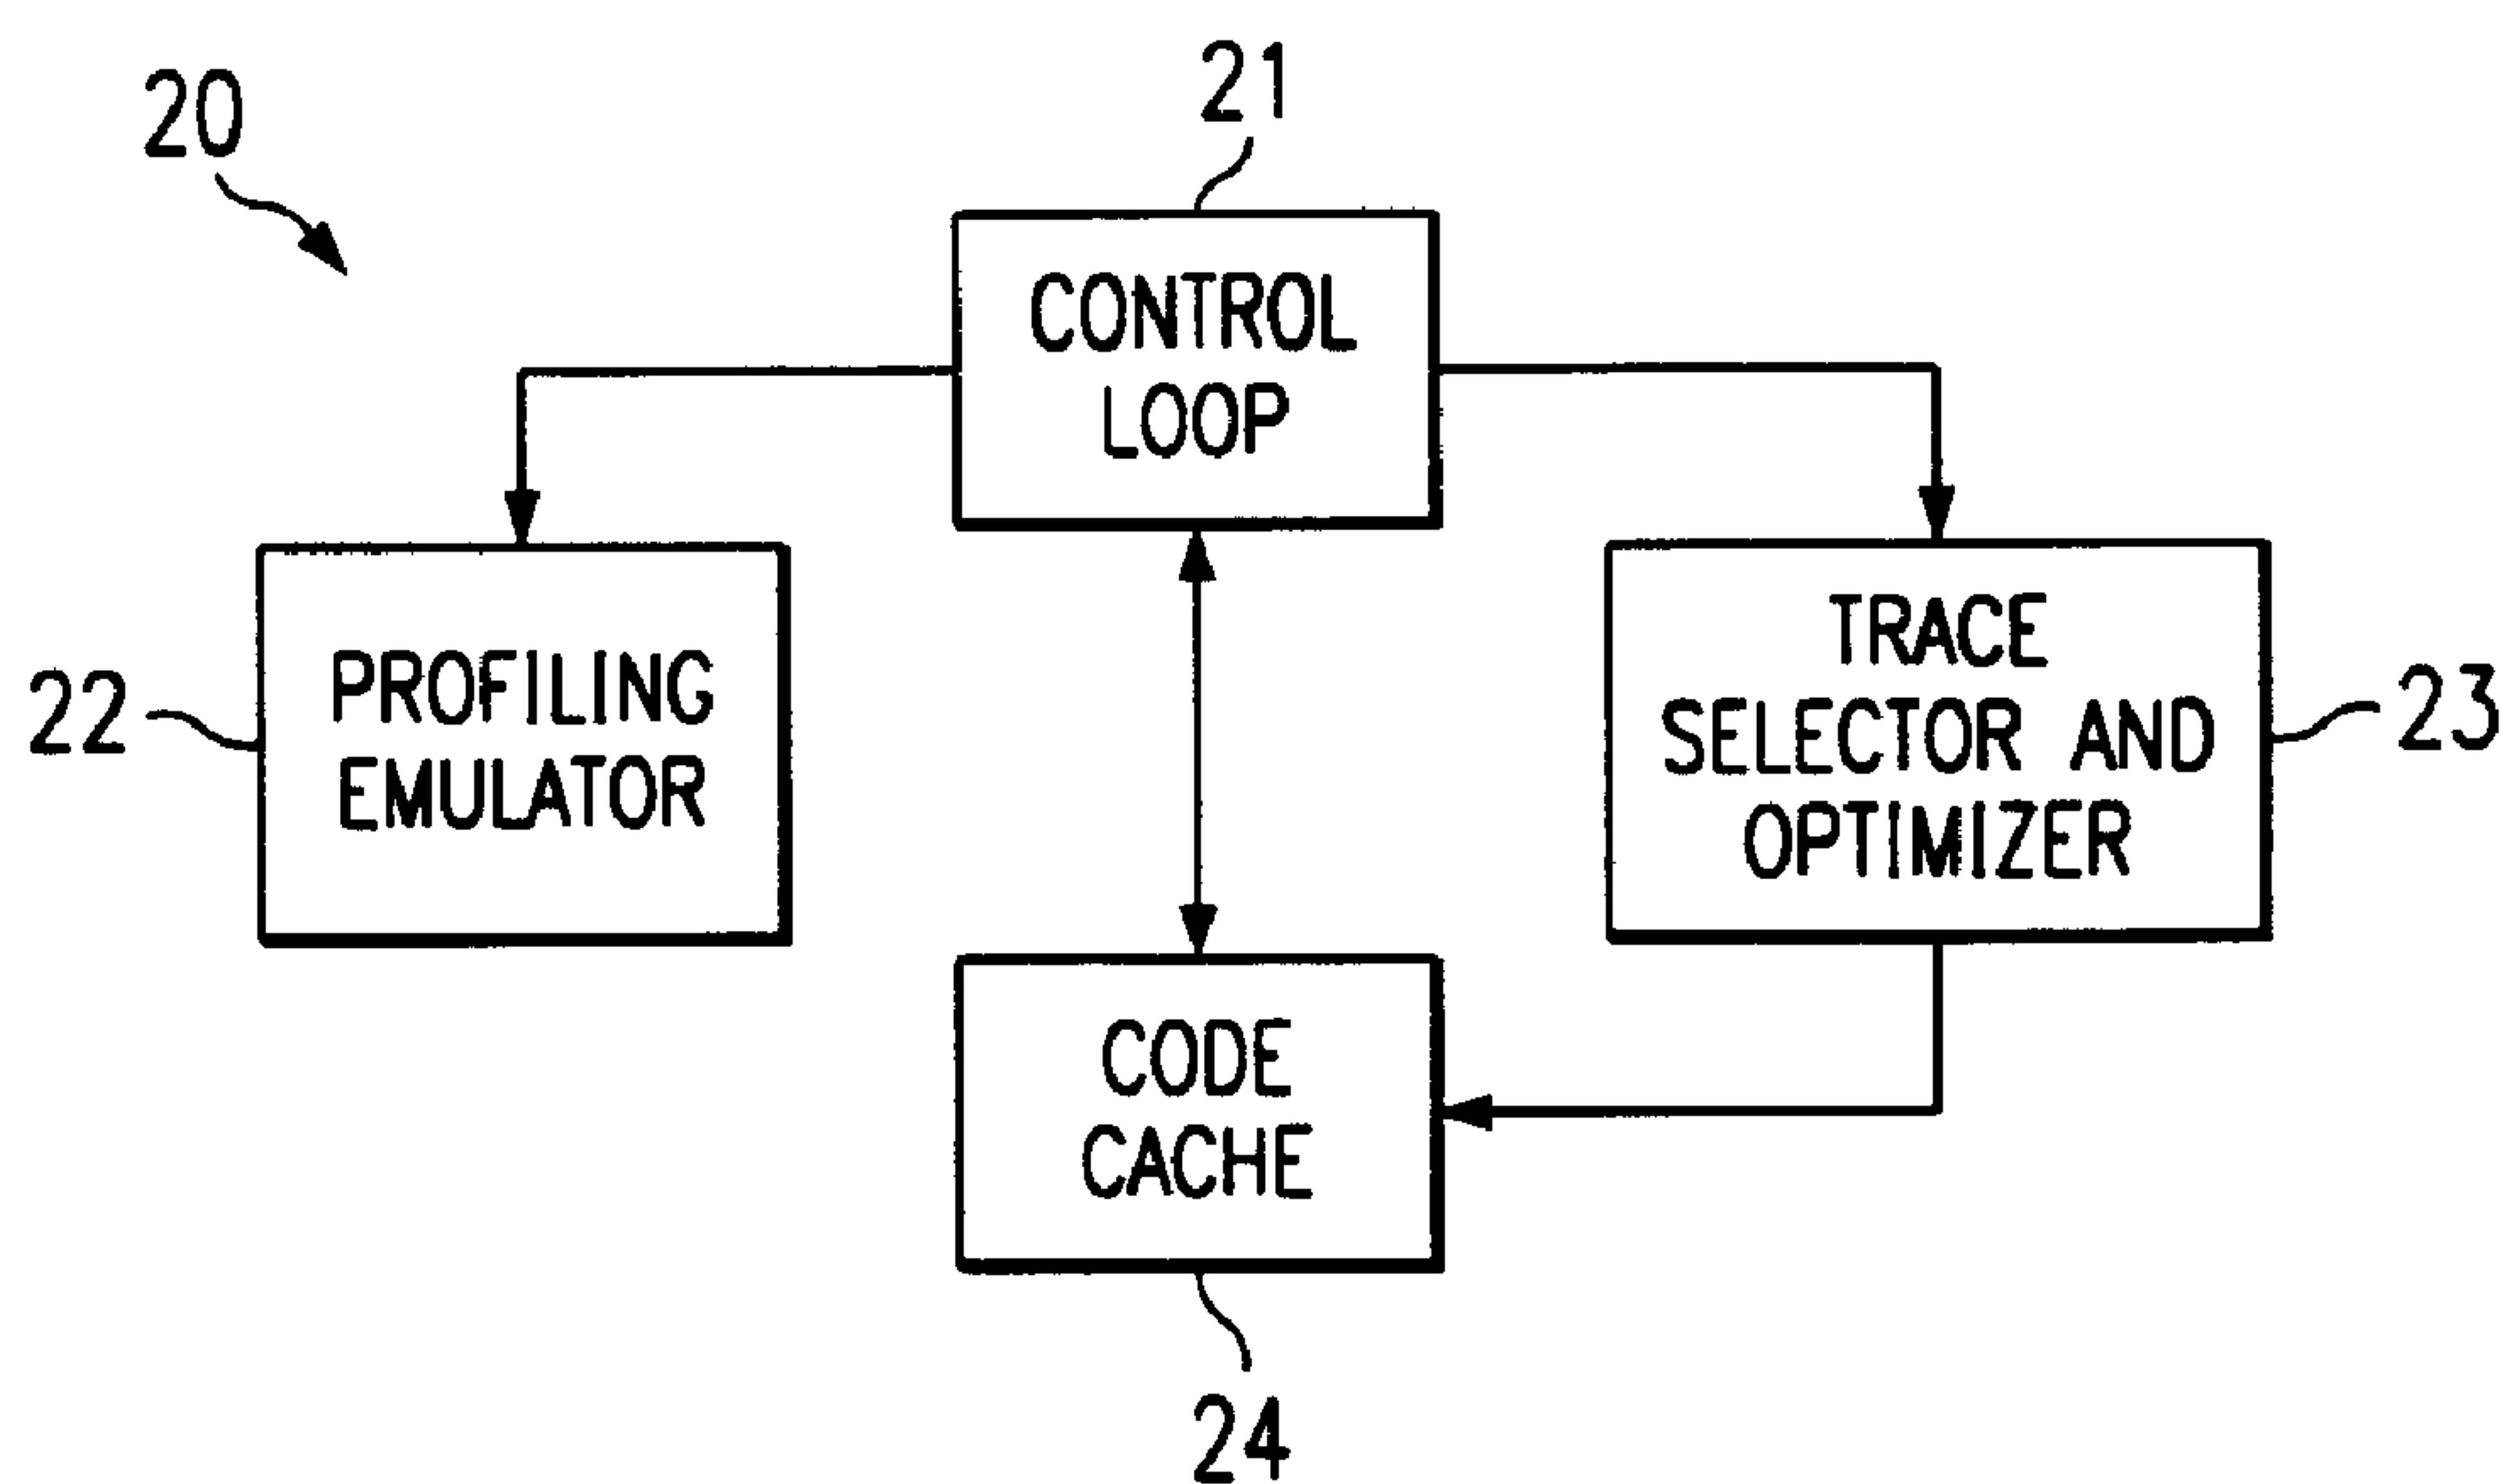 20
21
CONTROL
LOOP
22
PROFILING
EMULATOR
TRACE
SELECTOR AND
OPTIMIZER
23
CODE
CACHE
24